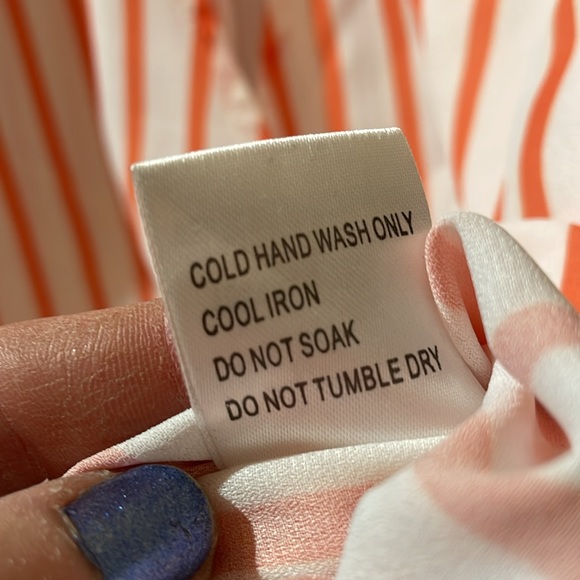 COLD HAND WASH ONLY
COOL IRON
DO NOT SOAK
DO NOT TUMBLE DRY